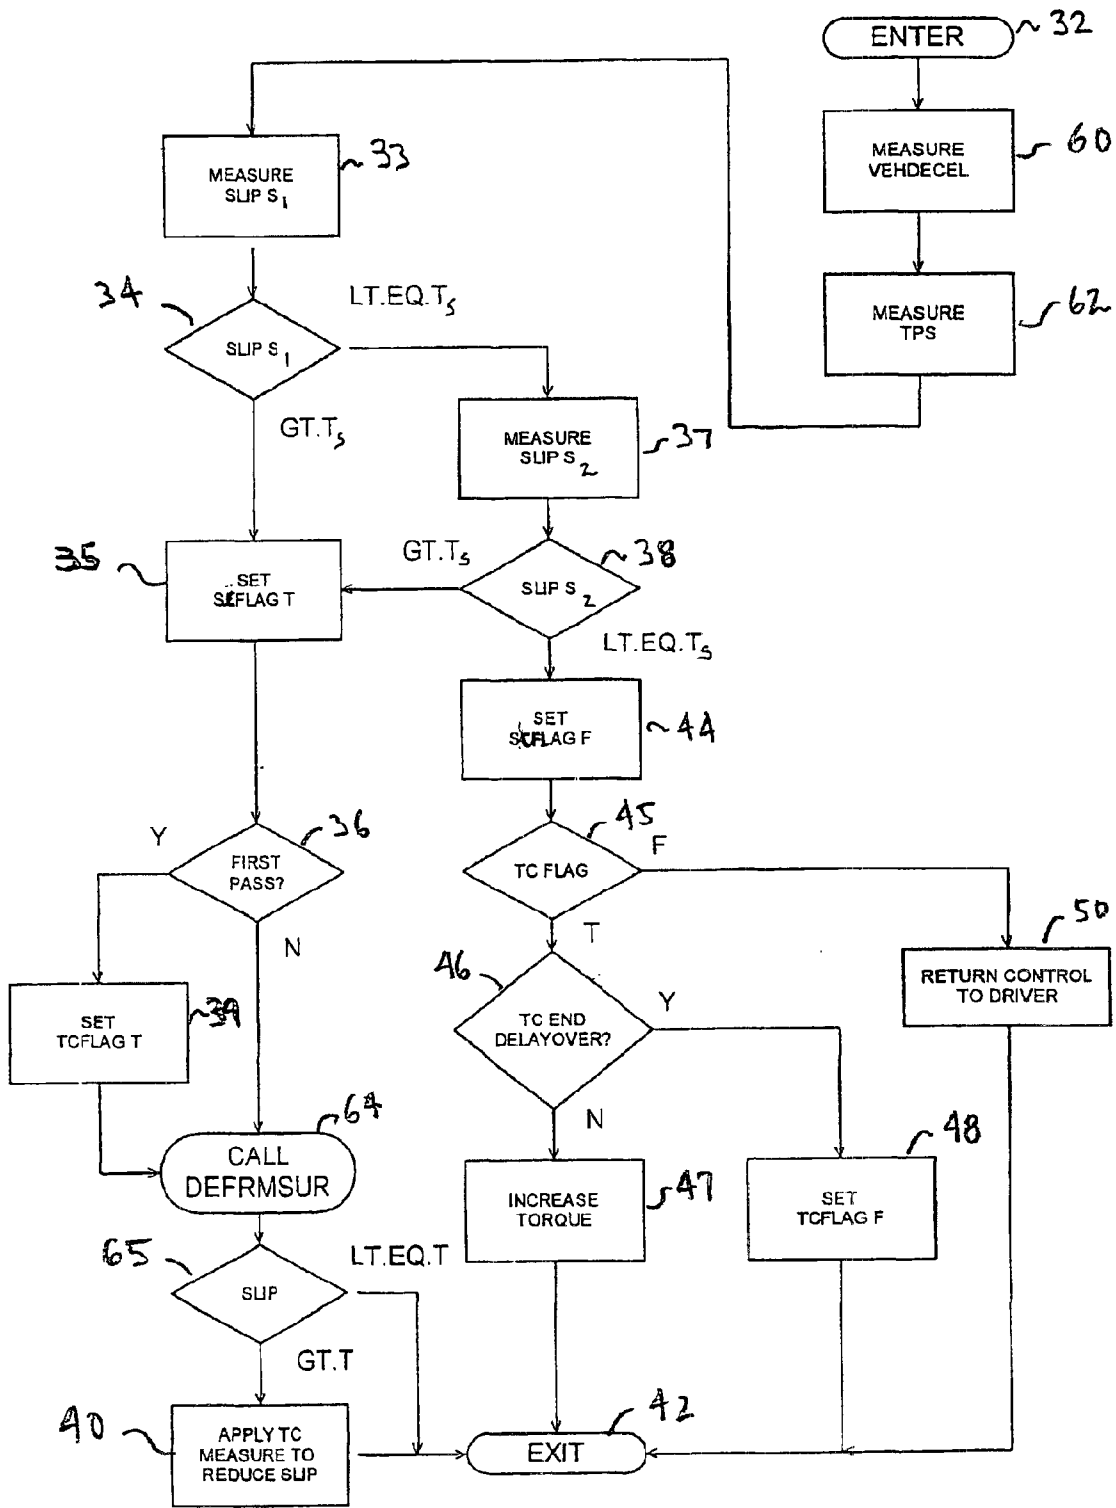 ENTER
32
MEASURE
VEHDECEL
60
MEASURE
TPS
62
MEASURE
SLIP S1
33
34
LT.EQ.Ts
SLIP S1
GT.Ts
MEASURE
SLIP S2
37
35
SET
FLAG T
GT.Ts
38
SLIP S2
LT.EQ.Ts
SET
FLAG F
44
Y
36
FIRST
PASS?
N
45
TC FLAG
F
T
50
RETURN CONTROL
TO DRIVER
46
TC END
DELAYOVER?
Y
N
SET
TCFLAG T
39
64
CALL
DEFRMSUR
INCREASE
TORQUE
47
48
SET
TCFLAG F
65
SLIP
LT.EQ.T
GT.T
40
APPLY TC
MEASURE TO
REDUCE SLIP
42
EXIT